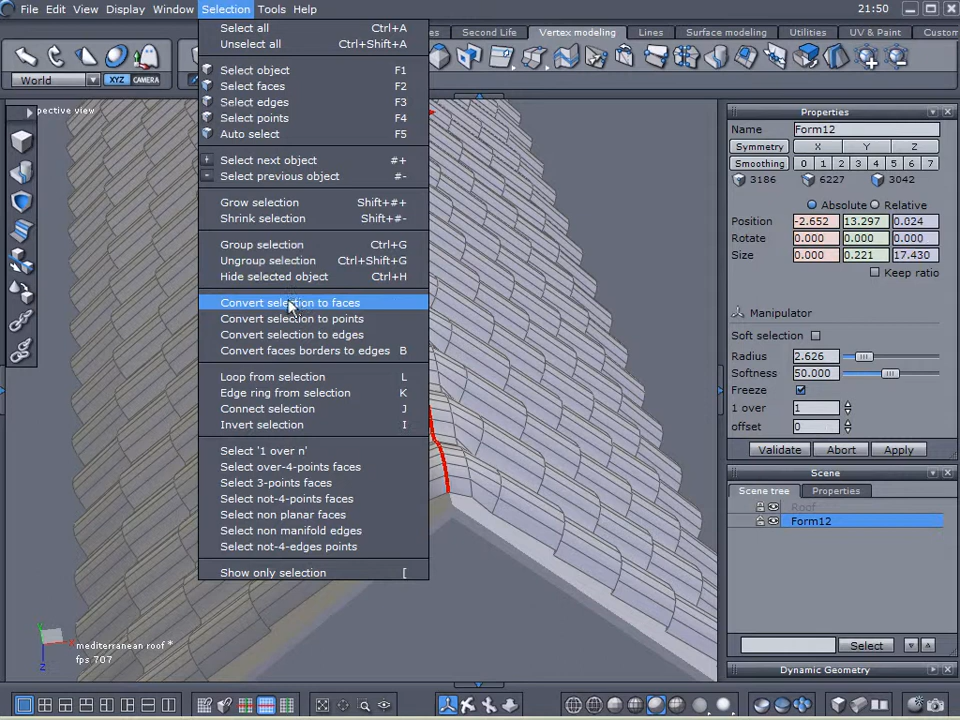 File Edit View Display Window Selection Tools Help 21:50
Second Life Vertex modeling Lines Surface modeling Utilities UV & Paint Custom
World XYZ CAMERA
pective view
Select all Ctrl+A
Unselect all Ctrl+Shift+A
Select object F1
Select faces F2
Select edges F3
Select points F4
Auto select F5
Select next object #+
Select previous object #-
Grow selection Shift+#+
Shrink selection Shift+#-
Group selection Ctrl+G
Ungroup selection Ctrl+Shift+G
Hide selected object Ctrl+H
Convert selection to faces
Convert selection to points
Convert selection to edges
Convert faces borders to edges B
Loop from selection L
Edge ring from selection K
Connect selection J
Invert selection I
Select '1 over n'
Select over-4-points faces
Select 3-points faces
Select not-4-points faces
Select non planar faces
Select non manifold edges
Select not-4-edges points
Show only selection [
Properties
Name Form12
Symmetry X Y Z
Smoothing 0 1 2 3 4 5 6 7
3186 6227 3042
Absolute Relative
Position -2.652 13.297 0.024
Rotate 0.000 0.000 0.000
Size 0.000 0.221 17.430
Keep ratio
Manipulator
Soft selection
Radius 2.626
Softness 50.000
Freeze
1 over 1
offset 0
Validate Abort Apply
Scene
Scene tree Properties
Roof
Form12
Select
Dynamic Geometry
Y X Z
mediterranean roof *
fps 707